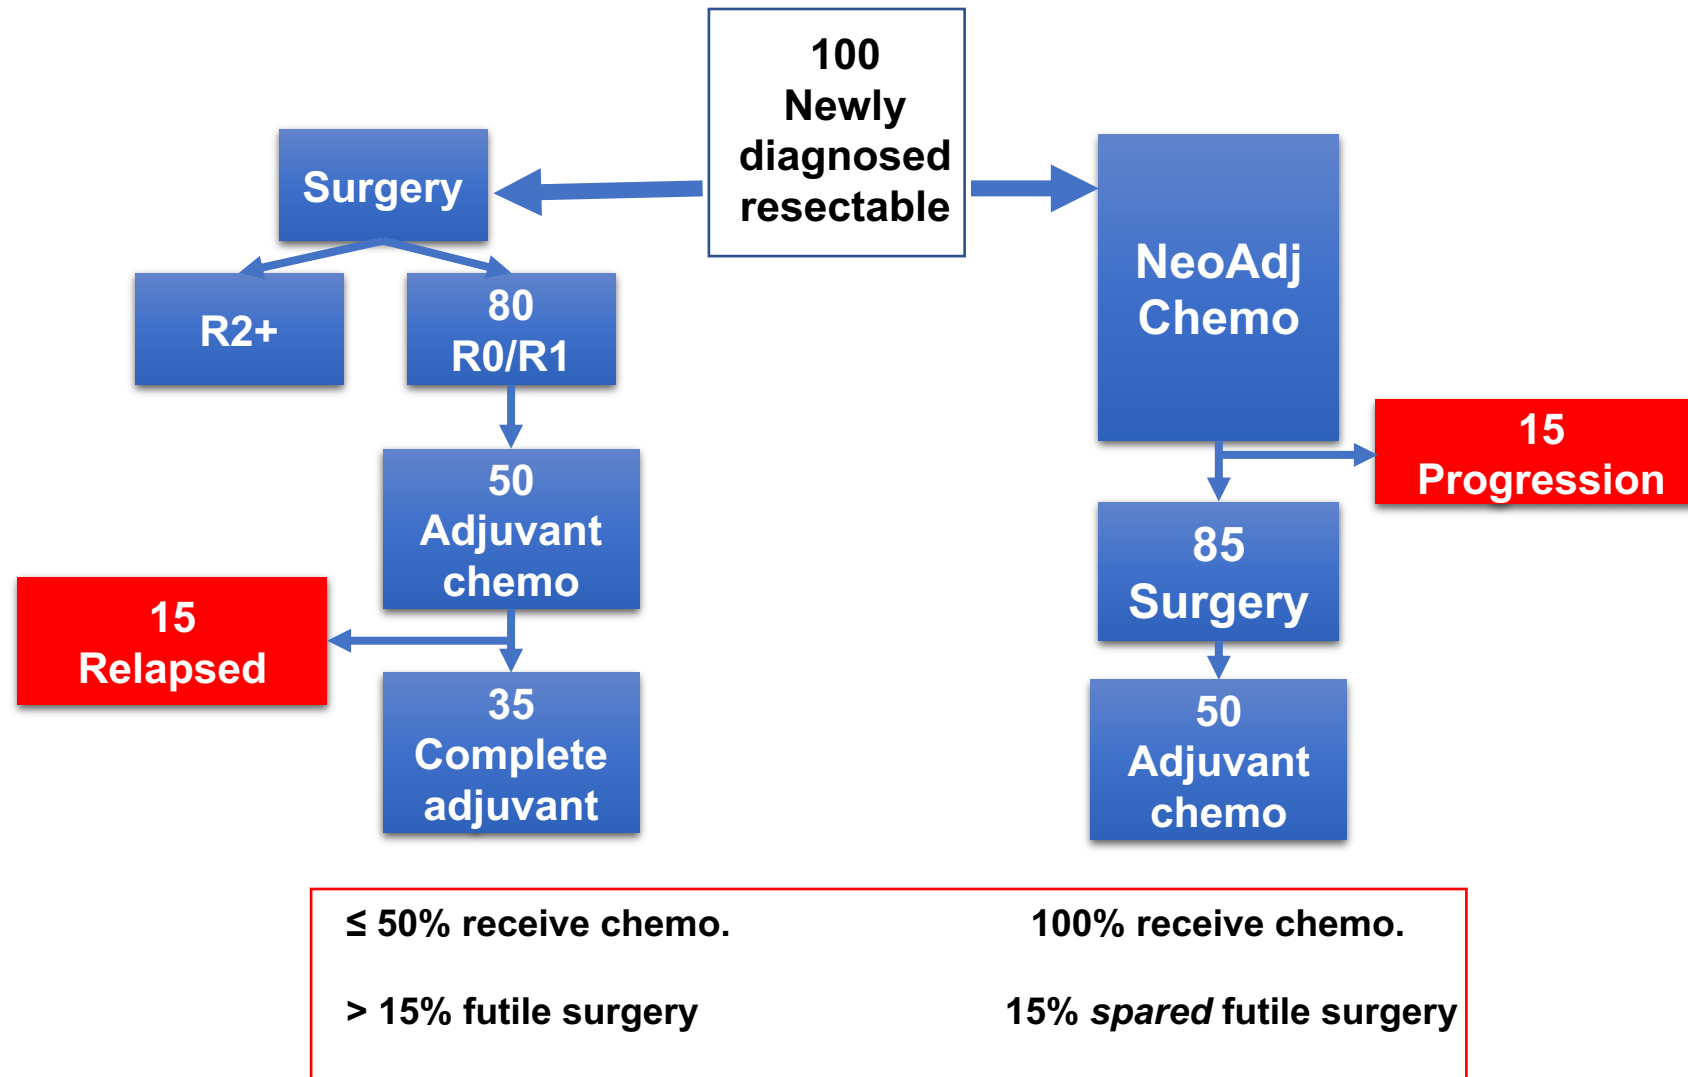 100
Newly
diagnosed
resectable
Surgery
R2+
80
R0/R1
50
Adjuvant
chemo
15
Relapsed
35
Complete
adjuvant
NeoAdj
Chemo
15
Progression
85
Surgery
50
Adjuvant
chemo
≤ 50% receive chemo.
100% receive chemo.
> 15% futile surgery
15% spared futile surgery